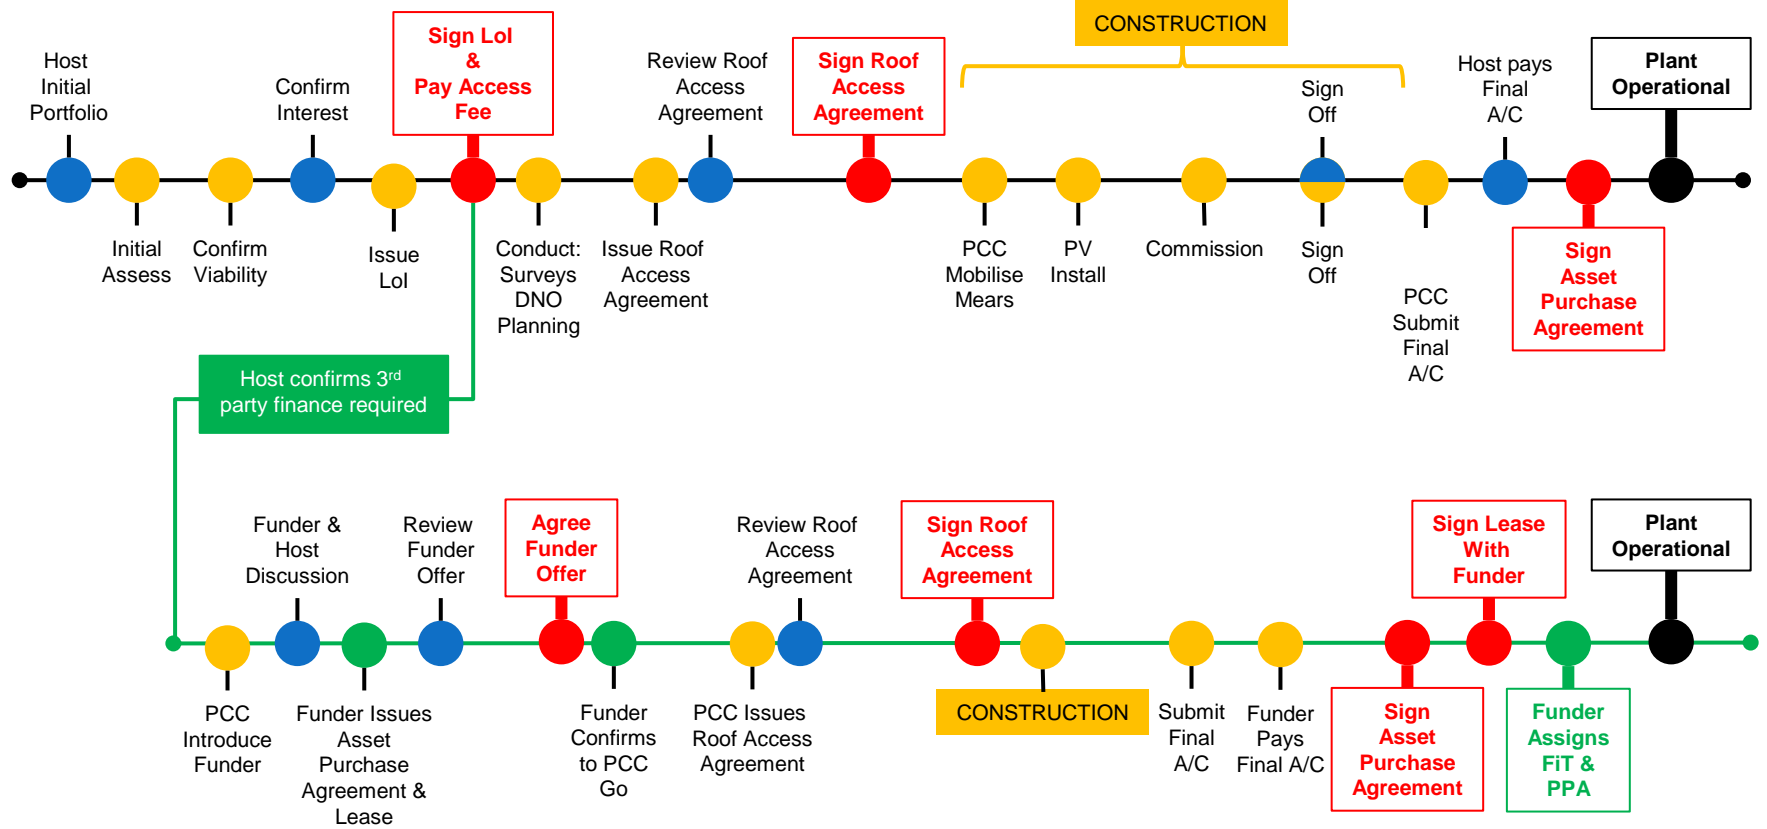 Host
Initial
Portfolio
Initial
Assess
Confirm
Viability
Confirm
Interest
Issue
LoI
Sign LoI
&
Pay Access
Fee
Conduct:
Surveys
DNO
Planning
Issue Roof
Access
Agreement
Review Roof
Access
Agreement
Sign Roof
Access
Agreement
CONSTRUCTION
PCC
Mobilise
Mears
PV
Install
Commission
Sign
Off
Sign
Off
PCC
Submit
Final
A/C
Host pays
Final
A/C
Sign
Asset
Purchase
Agreement
Plant
Operational
Host confirms 3rd
party finance required
PCC
Introduce
Funder
Funder &
Host
Discussion
Funder Issues
Asset
Purchase
Agreement &
Lease
Review
Funder
Offer
Agree
Funder
Offer
Funder
Confirms
to PCC
Go
PCC Issues
Roof Access
Agreement
Review Roof
Access
Agreement
Sign Roof
Access
Agreement
CONSTRUCTION
Submit
Final
A/C
Funder
Pays
Final A/C
Sign
Asset
Purchase
Agreement
Sign Lease
With
Funder
Funder
Assigns
FiT &
PPA
Plant
Operational